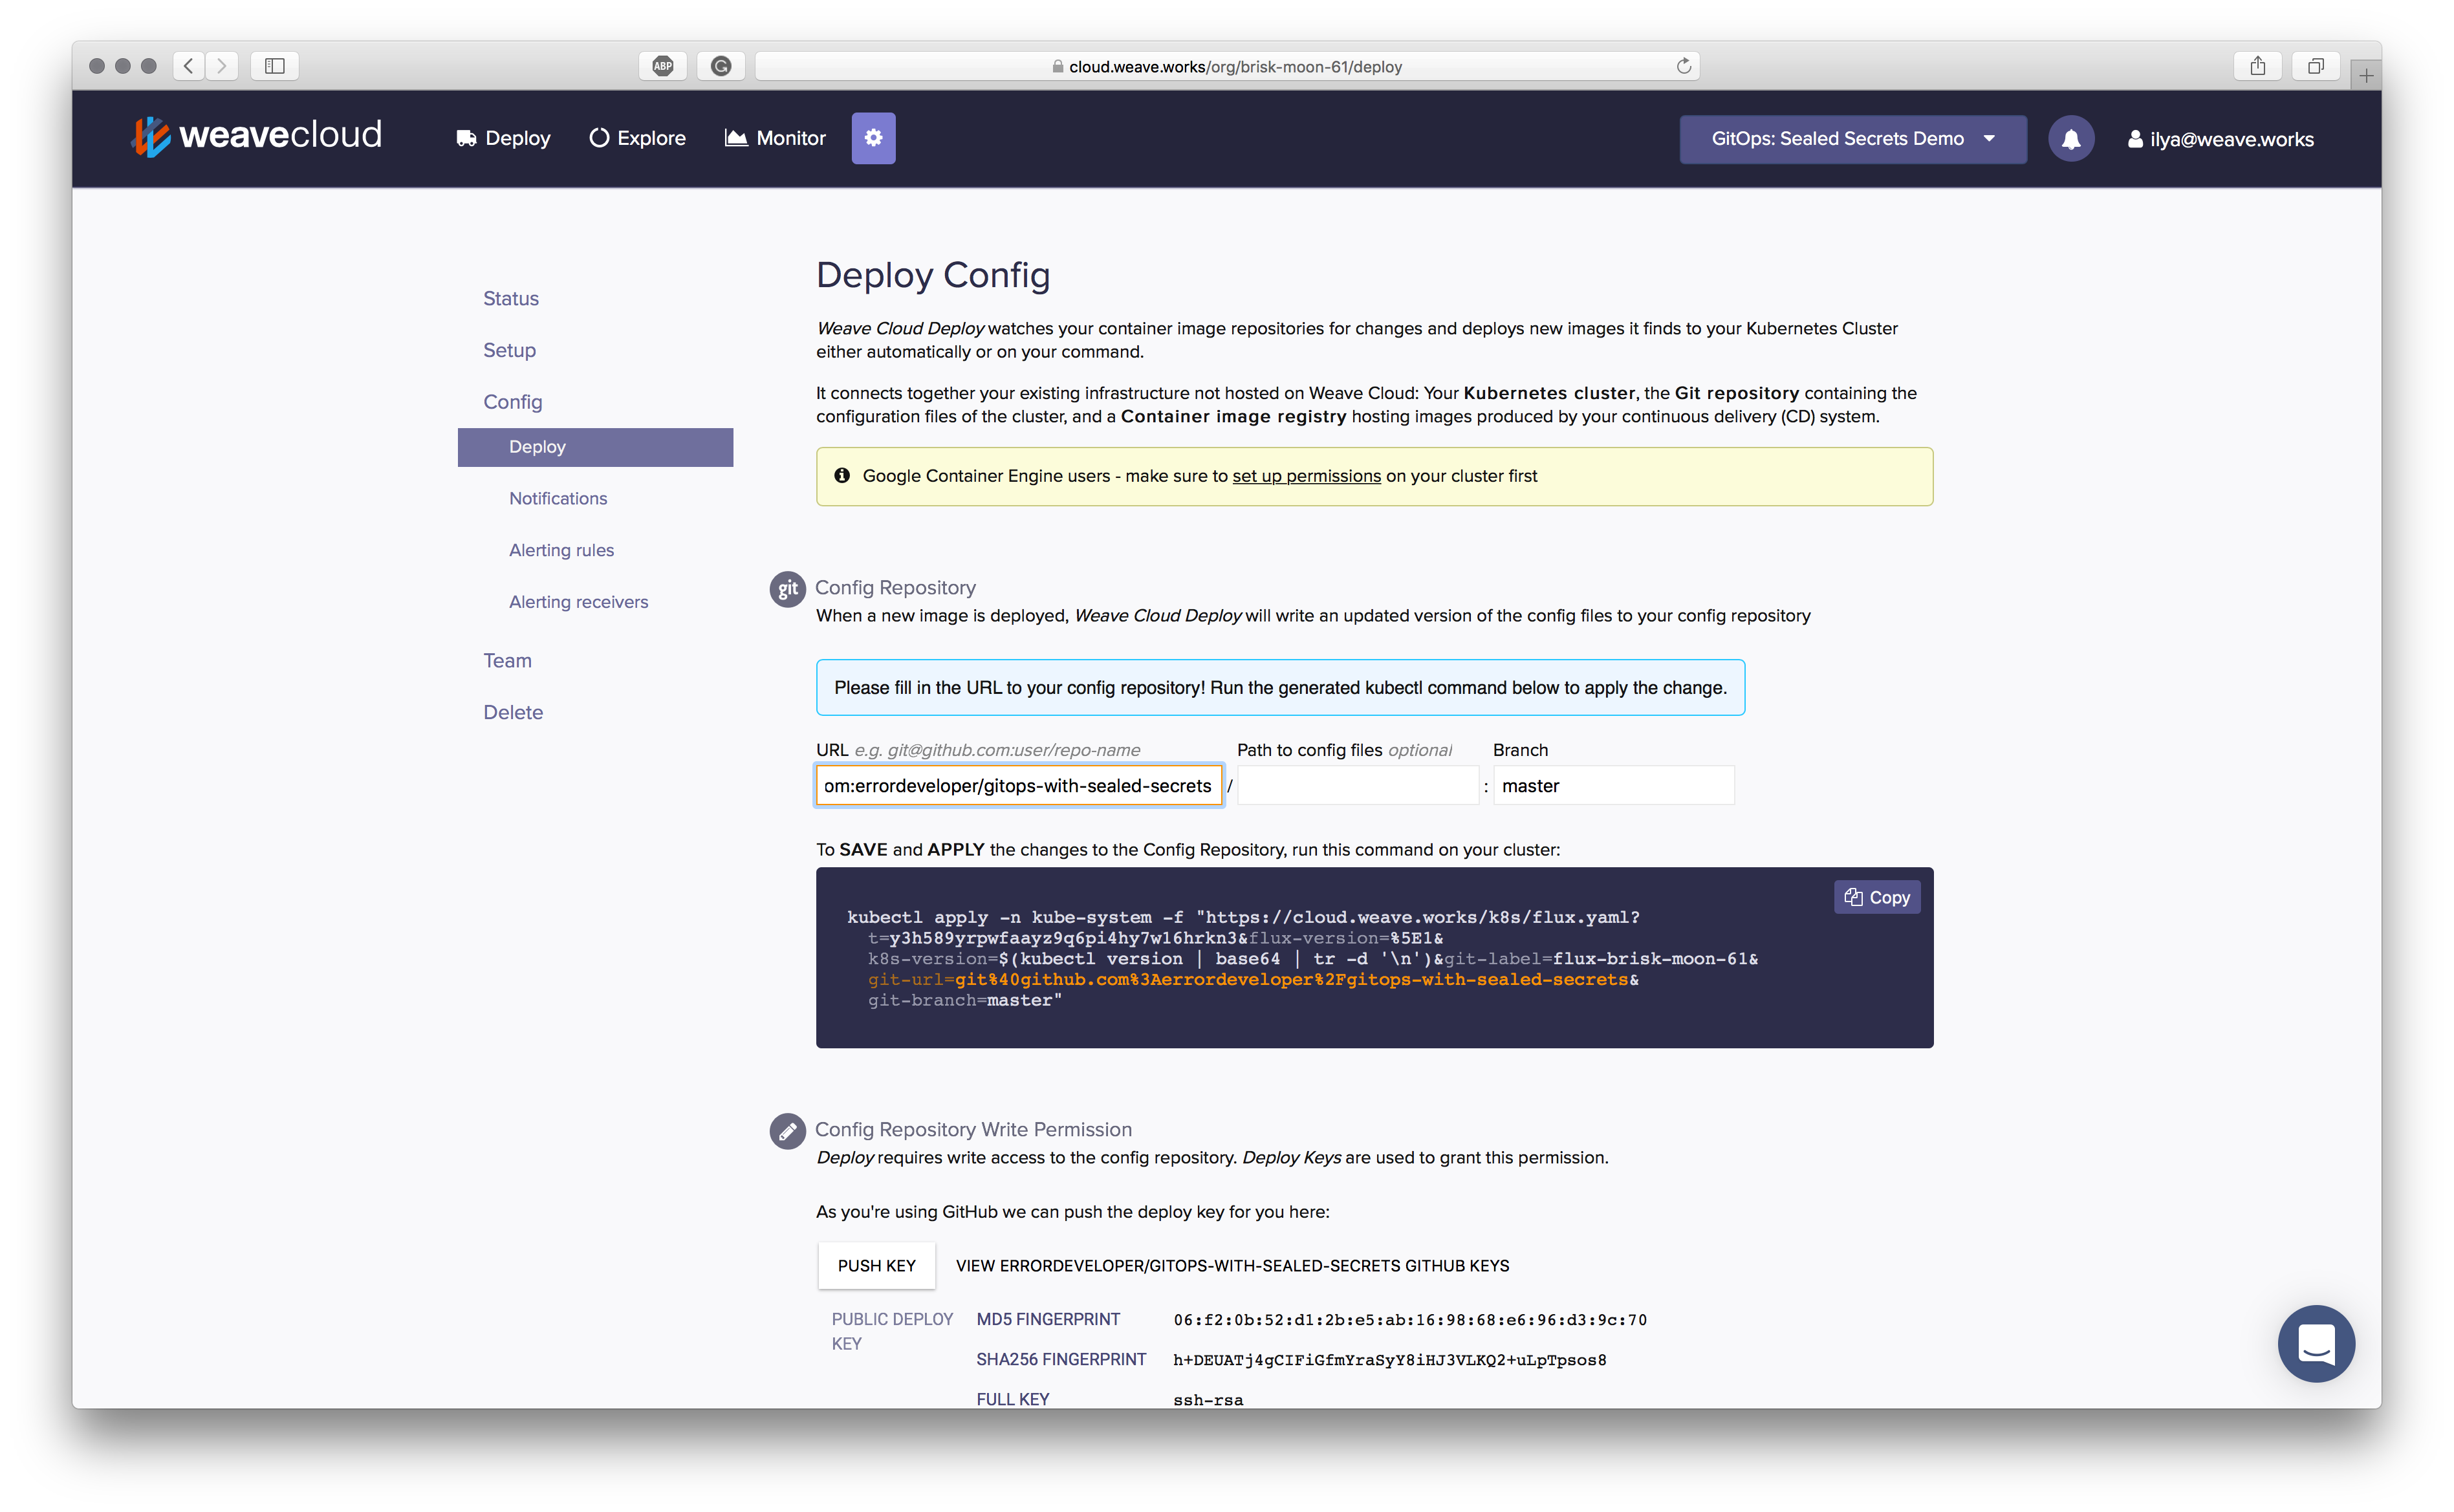 ABP
cloud.weave.works/org/brisk-moon-61/deploy
weavecloud
Deploy
Explore
Monitor
GitOps: Sealed Secrets Demo
ilya@weave.works
Status
Setup
Config
Deploy
Notifications
Alerting rules
Alerting receivers
Team
Delete
Deploy Config
Weave Cloud Deploy watches your container image repositories for changes and deploys new images it finds to your Kubernetes Cluster
either automatically or on your command.
It connects together your existing infrastructure not hosted on Weave Cloud: Your Kubernetes cluster, the Git repository containing the
configuration files of the cluster, and a Container image registry hosting images produced by your continuous delivery (CD) system.
Google Container Engine users - make sure to set up permissions on your cluster first
git Config Repository
When a new image is deployed, Weave Cloud Deploy will write an updated version of the config files to your config repository
Please fill in the URL to your config repository! Run the generated kubectl command below to apply the change.
URL e.g. git@github.com:user/repo-name Path to config files optional Branch
om:errordeveloper/gitops-with-sealed-secrets / : master
To SAVE and APPLY the changes to the Config Repository, run this command on your cluster:
Copy
kubectl apply -n kube-system -f "https://cloud.weave.works/k8s/flux.yaml?
t=y3h589yrpwfaayz9q6pi4hy7w16hrkn3&flux-version=%5E1&
k8s-version=$(kubectl version | base64 | tr -d '\n')&git-label=flux-brisk-moon-61&
git-url=git%40github.com%3Aerrordeveloper%2Fgitops-with-sealed-secrets&
git-branch=master"
Config Repository Write Permission
Deploy requires write access to the config repository. Deploy Keys are used to grant this permission.
As you're using GitHub we can push the deploy key for you here:
PUSH KEY VIEW ERRORDEVELOPER/GITOPS-WITH-SEALED-SECRETS GITHUB KEYS
PUBLIC DEPLOY KEY
MD5 FINGERPRINT 06:f2:0b:52:d1:2b:e5:ab:16:98:68:e6:96:d3:9c:70
SHA256 FINGERPRINT h+DEUATj4gCIFiGfmYraSyY8iHJ3VLKQ2+uLpTpsos8
FULL KEY ssh-rsa